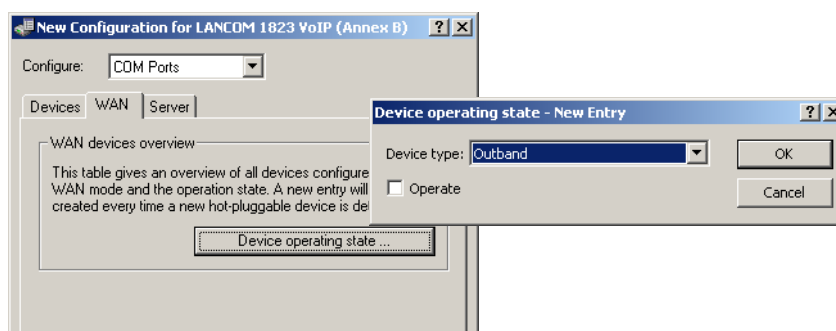 New Configuration for LANCOM 1823 VoIP (Annex B)
Configure: COM Ports
Devices WAN Server
WAN devices overview
This table gives an overview of all devices configure
WAN mode and the operation state. A new entry will
created every time a new hot-pluggable device is de
Device operating state ...
Device operating state - New Entry
Device type: Outband
OK
Operate
Cancel